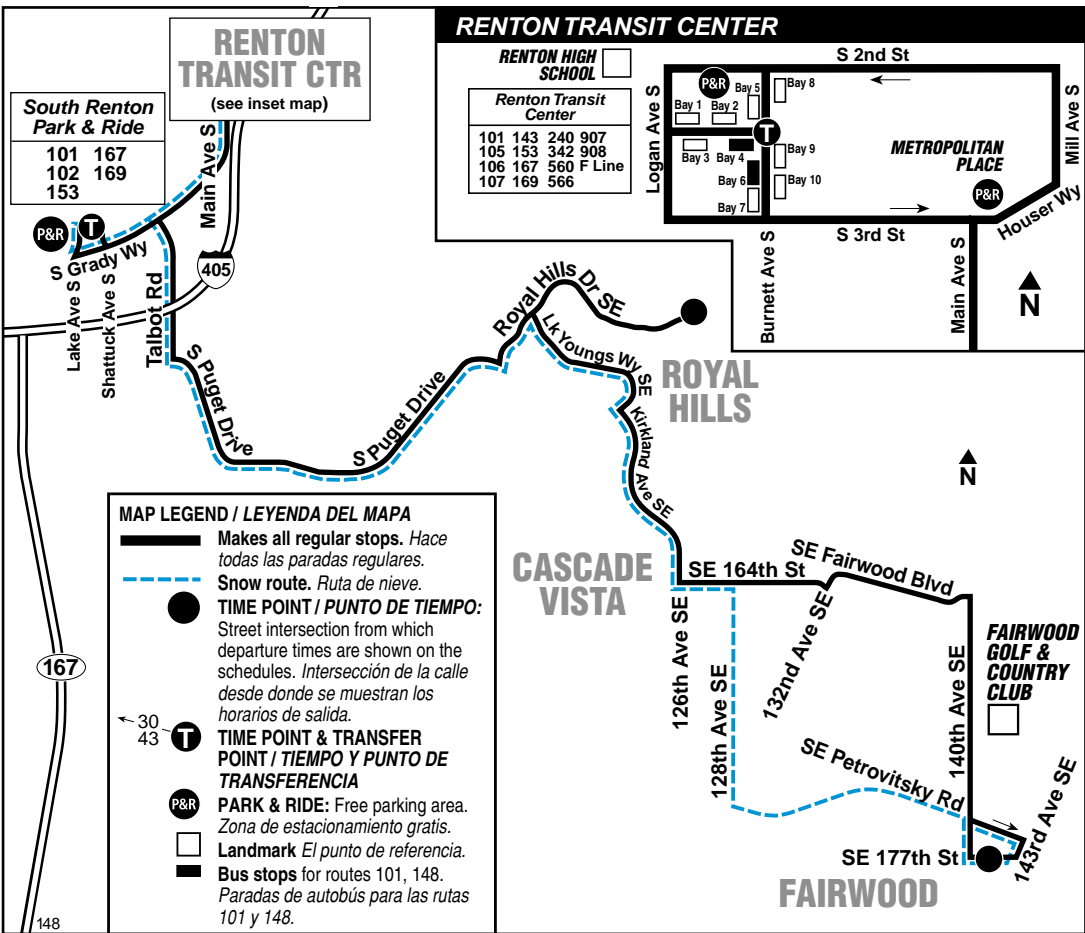 RENTON
TRANSIT CTR
(see inset map)
South Renton
Park & Ride
101 167
102 169
153
P&R
T
S Grady Wy
Main Ave S
405
Lake Ave S
Shattuck Ave S
Talbot Rd
S Puget Drive
S Puget Drive
Royal Hills Dr SE
Lk Youngs Wy SE
ROYAL
HILLS
Kirkland Ave SE
N
CASCADE
VISTA
SE 164th St
SE Fairwood Blvd
126th Ave SE
128th Ave SE
132nd Ave SE
140th Ave SE
FAIRWOOD
GOLF &
COUNTRY
CLUB
SE Petrovitsky Rd
143rd Ave SE
SE 177th St
FAIRWOOD
167
RENTON TRANSIT CENTER
RENTON HIGH
SCHOOL
Renton Transit
Center
101 143 240 907
105 153 342 908
106 167 560 F Line
107 169 566
S 2nd St
Logan Ave S
P&R
Bay 5
Bay 8
Bay 1
Bay 2
T
Bay 3
Bay 4
Bay 9
Bay 6
Bay 10
Bay 7
METROPOLITAN
PLACE
P&R
Mill Ave S
Houser Wy
S 3rd St
Burnett Ave S
Main Ave S
N
MAP LEGEND / LEYENDA DEL MAPA
Makes all regular stops. Hace
todas las paradas regulares.
Snow route. Ruta de nieve.
TIME POINT / PUNTO DE TIEMPO:
Street intersection from which
departure times are shown on the
schedules. Intersección de la calle
desde donde se muestran los
horarios de salida.
30
43
T
TIME POINT & TRANSFER
POINT / TIEMPO Y PUNTO DE
TRANSFERENCIA
P&R
PARK & RIDE: Free parking area.
Zona de estacionamiento gratis.
Landmark El punto de referencia.
Bus stops for routes 101, 148.
Paradas de autobús para las rutas
101 y 148.
148